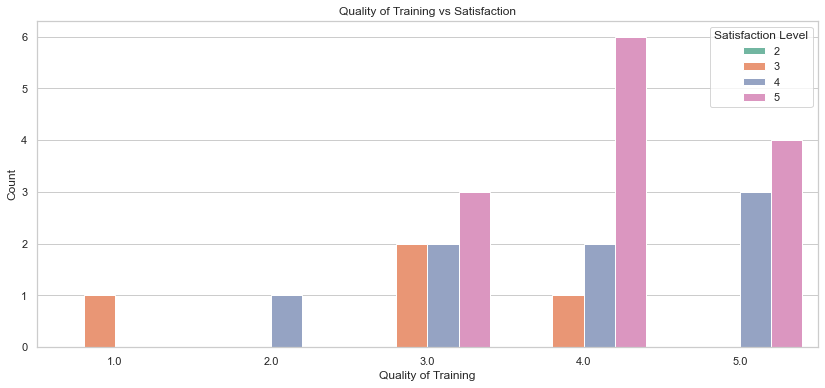 Quality of Training vs Satisfaction
Satisfaction Level
2
3
4
5
Count
6
5
4
3
2
1
0
1.0 2.0 3.0 4.0 5.0
Quality of Training